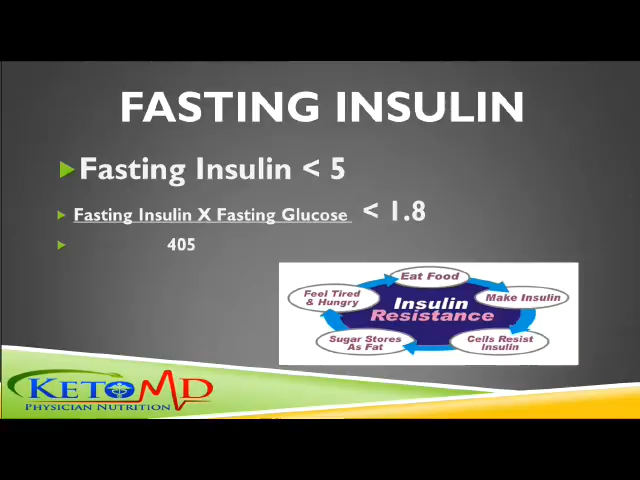 FASTING INSULIN
Fasting Insulin < 5
Fasting Insulin X Fasting Glucose < 1.8
405
Eat Food
Feel Tired
& Hungry
Make Insulin
Insulin
Resistance
Sugar Stores
As Fat
Cells Resist
Insulin
KETOMD
PHYSICIAN NUTRITION